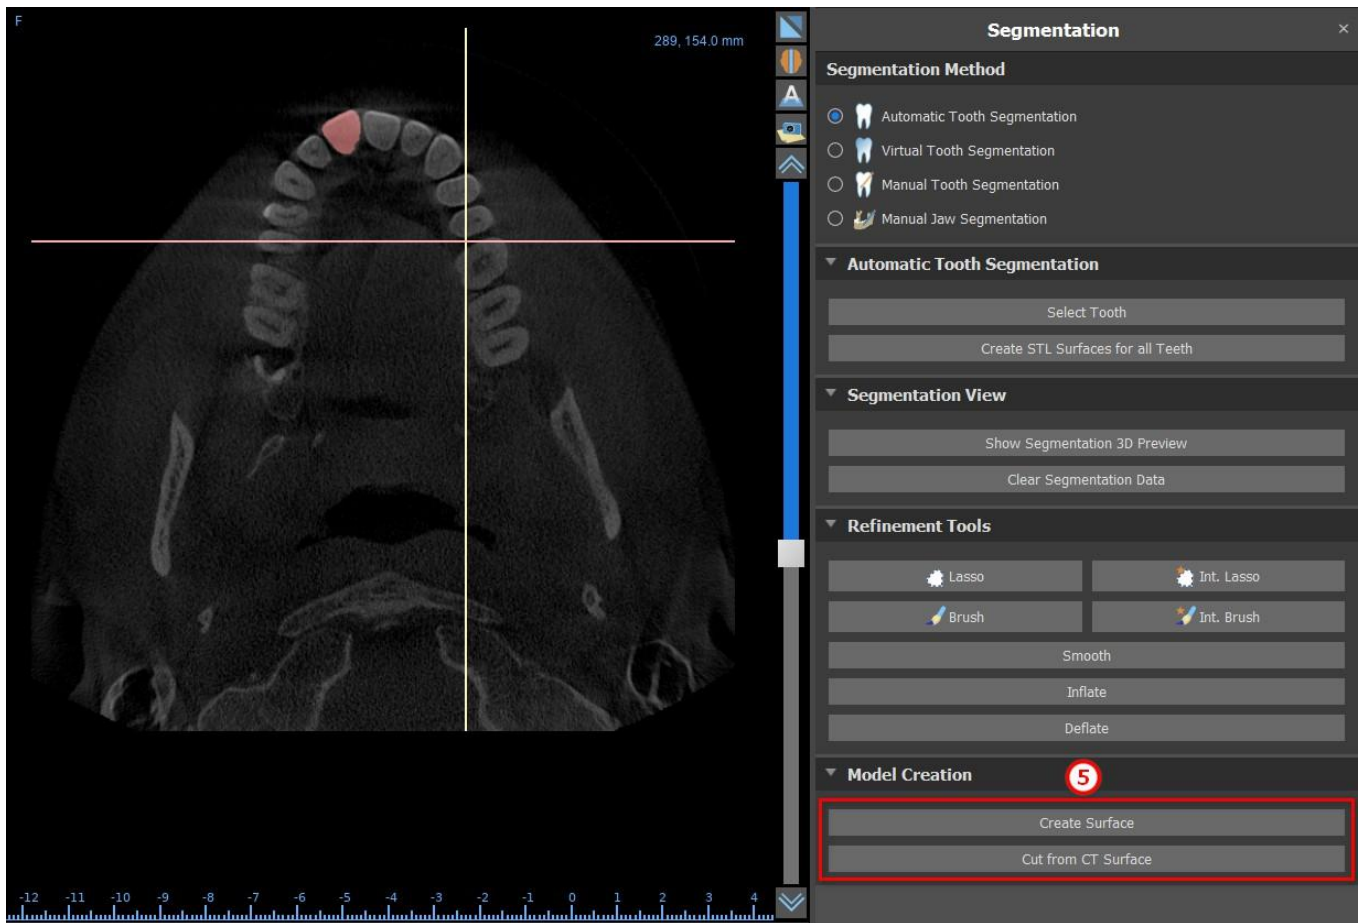 F
289, 154.0 mm
A
-12 -11 -10 -9 -8 -7 -6 -5 -4 -3 -2 -1 0 1 2 3 4
Segmentation ×
Segmentation Method
Automatic Tooth Segmentation
Virtual Tooth Segmentation
Manual Tooth Segmentation
Manual Jaw Segmentation
Automatic Tooth Segmentation
Select Tooth
Create STL Surfaces for all Teeth
Segmentation View
Show Segmentation 3D Preview
Clear Segmentation Data
Refinement Tools
Lasso Int. Lasso
Brush Int. Brush
Smooth
Inflate
Deflate
Model Creation 5
Create Surface
Cut from CT Surface